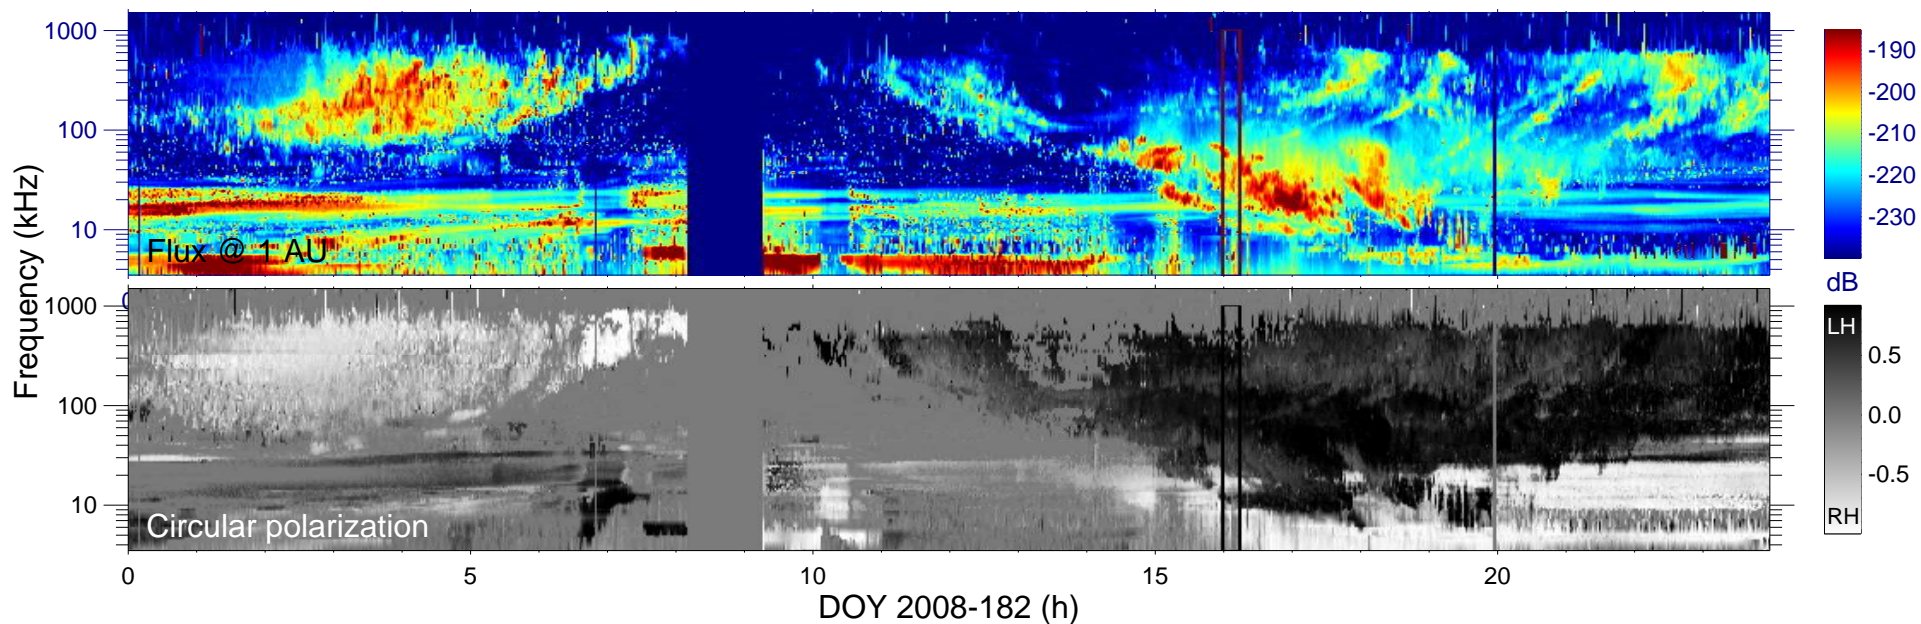 1000
100
10
Flux @ 1 AU
-190
-200
-210
-220
-230
dB
Frequency (kHz)
0
1000
100
10
Circular polarization
LH
0.5
0.0
-0.5
RH
0 5 10 15 20
DOY 2008-182 (h)